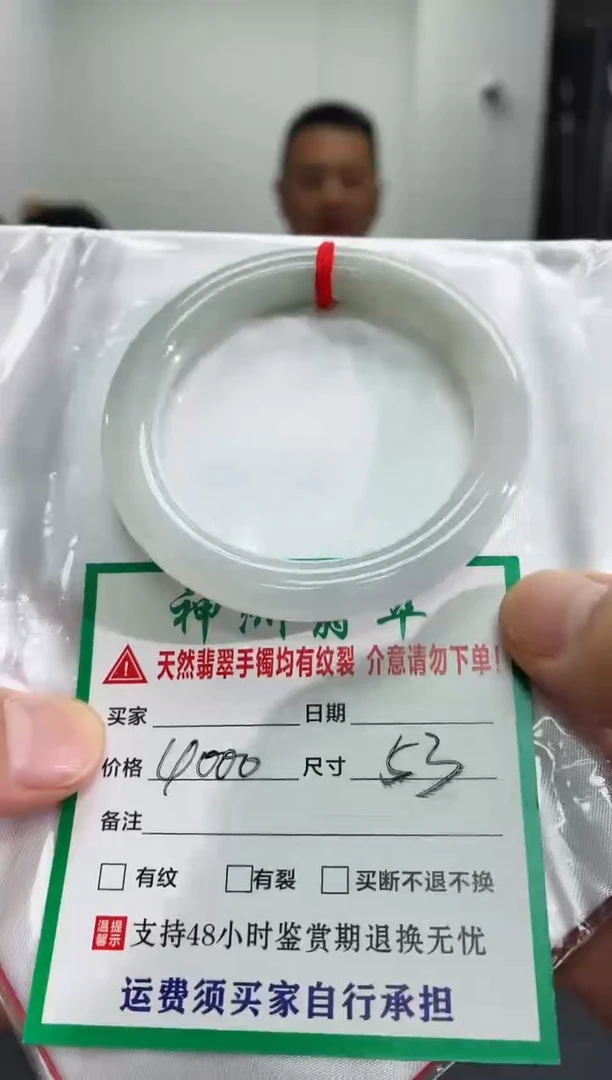 神州翡翠
天然翡翠手镯均有纹裂 介意请勿下单!
买家 日期
价格 4000 尺寸 53
备注
有纹 有裂 买断不退不换
温馨提示 支持48小时鉴赏期退换无忧
运费须买家自行承担